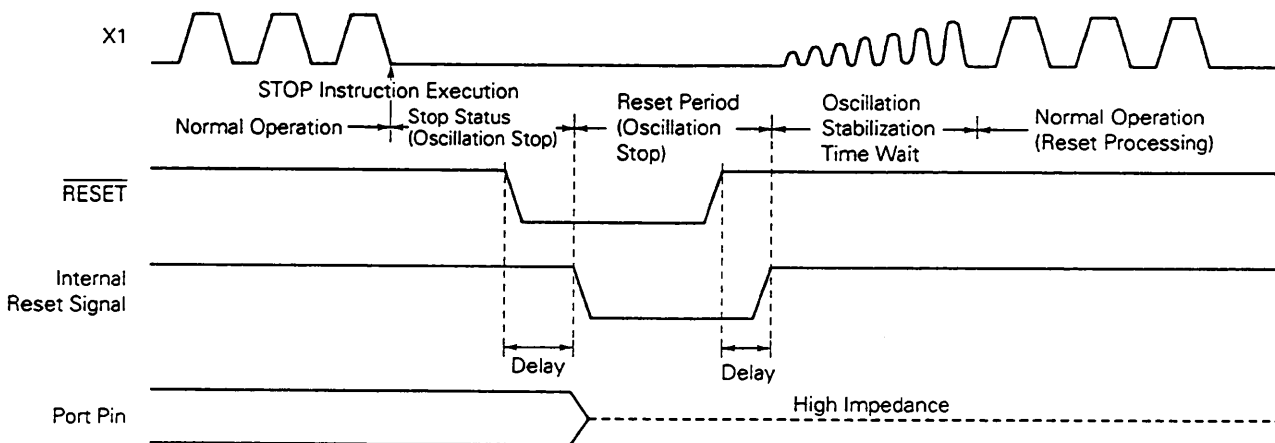 X1
STOP Instruction Execution
Normal Operation
Stop Status
(Oscillation Stop)
Reset Period
(Oscillation
Stop)
Oscillation
Stabilization
Time Wait
Normal Operation
(Reset Processing)
RESET
Internal
Reset Signal
Delay
Delay
Port Pin
High Impedance